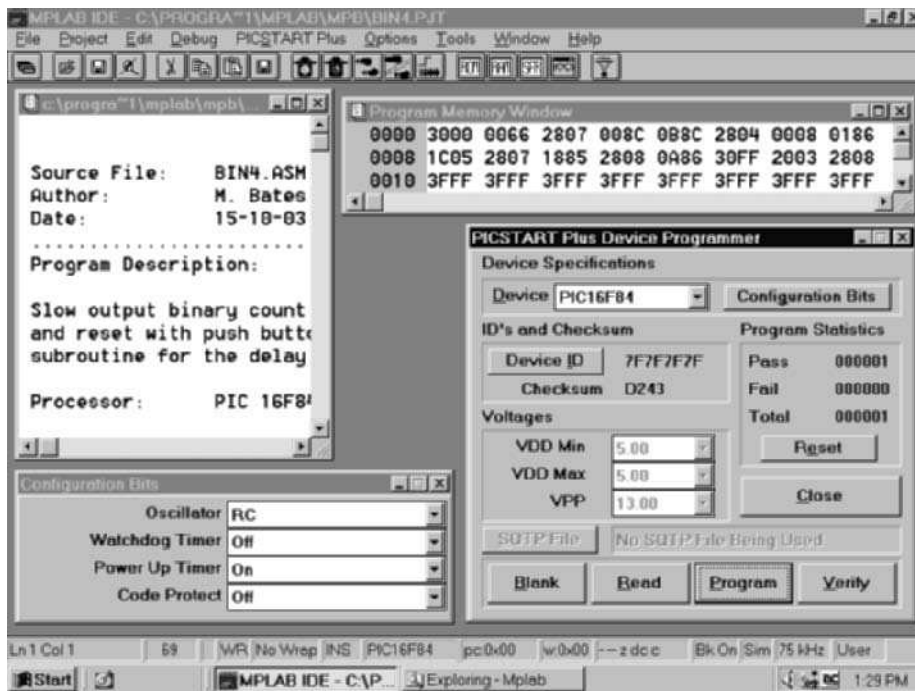 MPLAB IDE - C:\PROGRA~1\MPLAB\MPB\BIN4.PJT
File Project Edit Debug PICSTART Plus Options Tools Window Help
c:\progra~1\mplab\mpb\...
Source File: BIN4.ASM
Author: M. Bates
Date: 15-10-03
Program Description:
Slow output binary count
and reset with push butto
subroutine for the delay
Processor: PIC 16F84
Program Memory Window
0000 3000 0066 2807 008C 0B8C 2804 0008 0186
0008 1C05 2807 1885 2808 0A86 30FF 2003 2808
0010 3FFF 3FFF 3FFF 3FFF 3FFF 3FFF 3FFF 3FFF
PICSTART Plus Device Programmer
Device Specifications
Device PIC16F84 Configuration Bits
ID's and Checksum Program Statistics
Device ID 7F7F7F7F Pass 000001
Checksum D243 Fail 000000
Voltages Total 000001
VDD Min 5.00 Reset
VDD Max 5.00
VPP 13.00 Close
SQTP File No SQTP File Being Used
Blank Read Program Verify
Configuration Bits
Oscillator RC
Watchdog Timer Off
Power Up Timer On
Code Protect Off
Ln 1 Col 1 69 WR No Wrap INS PIC16F84 pc:0x00 w:0x00 -- z dc c Bk On Sim 75 kHz User
Start MPLAB IDE - C:\P... Exploring - Mplab 1:29 PM